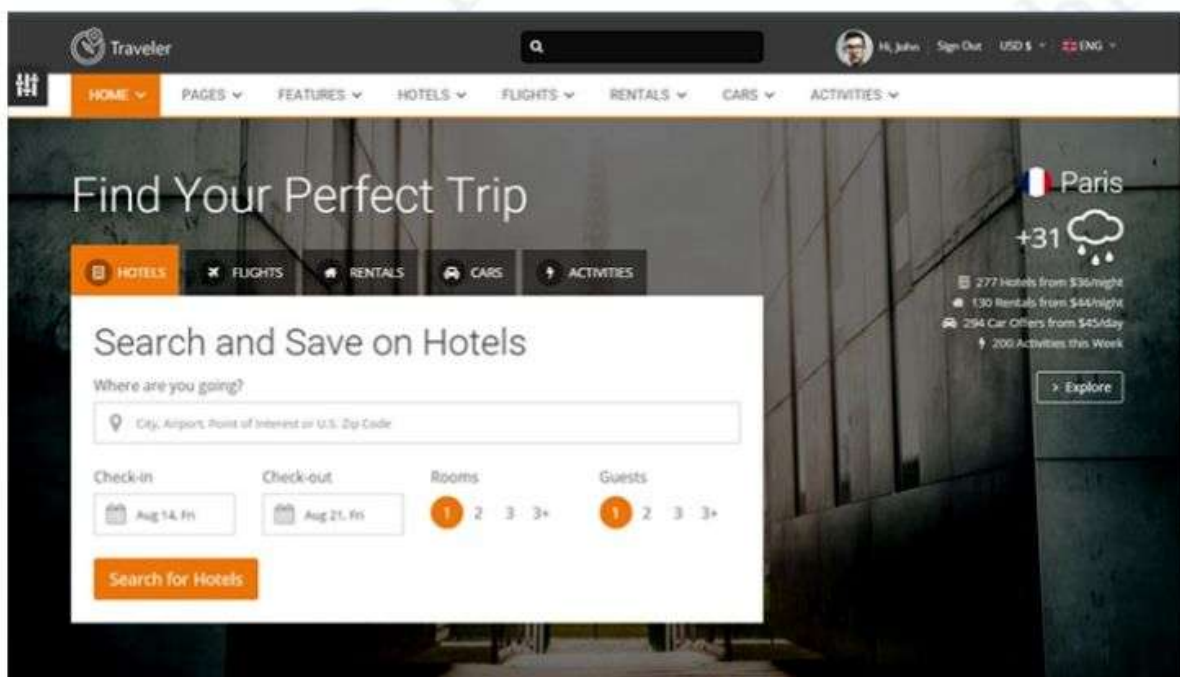 Traveler
Hi, John Sign Out USD $ ENG
HOME PAGES FEATURES HOTELS FLIGHTS RENTALS CARS ACTIVITIES
Find Your Perfect Trip
HOTELS FLIGHTS RENTALS CARS ACTIVITIES
Search and Save on Hotels
Where are you going?
City, Airport, Point of Interest or U.S. Zip Code
Check-in Check-out Rooms Guests
Aug 14, Fri Aug 21, Fri 1 2 3 3+ 1 2 3 3+
Search for Hotels
Paris
+31
277 Hotels from $36/night
130 Rentals from $44/night
294 Car Offers from $45/day
200 Activities this Week
> Explore